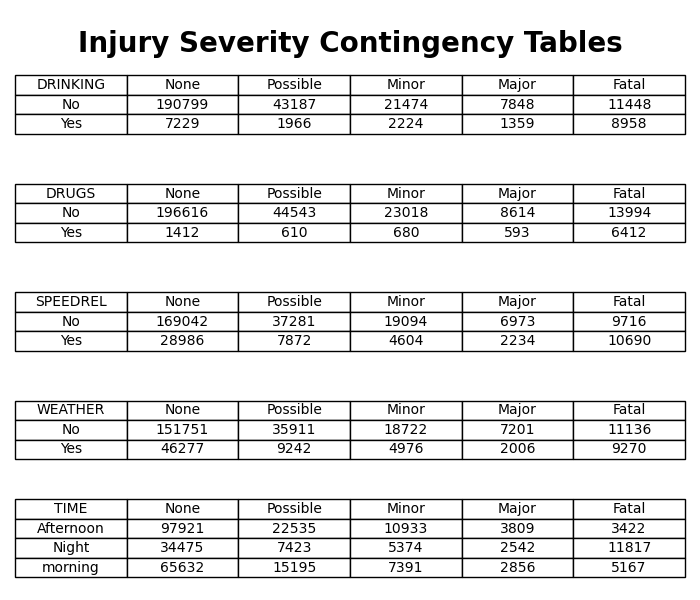 Injury Severity Contingency Tables
DRINKING None Possible Minor Major Fatal
No 190799 43187 21474 7848 11448
Yes 7229 1966 2224 1359 8958
DRUGS None Possible Minor Major Fatal
No 196616 44543 23018 8614 13994
Yes 1412 610 680 593 6412
SPEEDREL None Possible Minor Major Fatal
No 169042 37281 19094 6973 9716
Yes 28986 7872 4604 2234 10690
WEATHER None Possible Minor Major Fatal
No 151751 35911 18722 7201 11136
Yes 46277 9242 4976 2006 9270
TIME None Possible Minor Major Fatal
Afternoon 97921 22535 10933 3809 3422
Night 34475 7423 5374 2542 11817
morning 65632 15195 7391 2856 5167